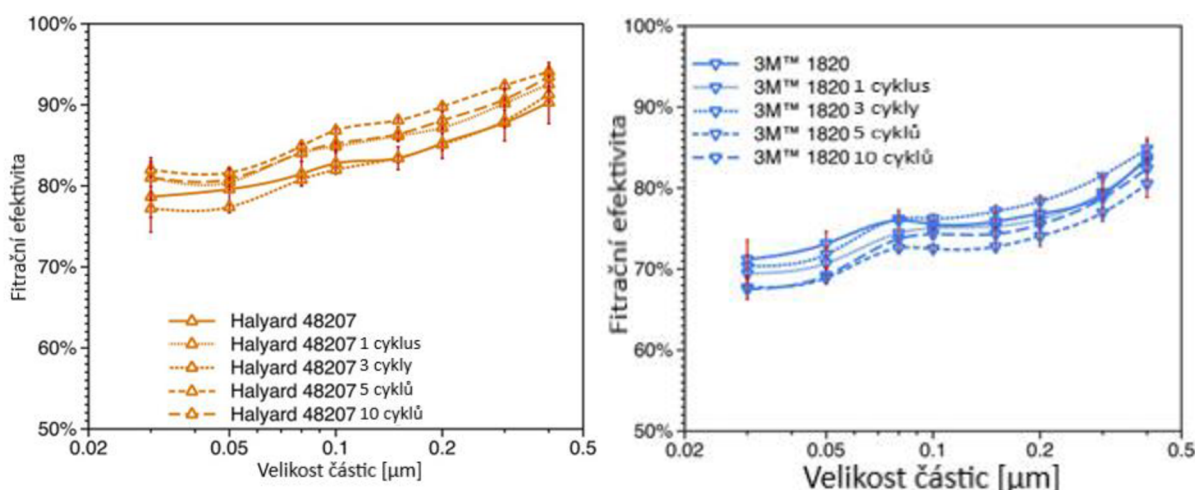 100%
90%
80%
70%
60%
50%
Fitrační efektivita
Halyard 48207
Halyard 48207 1 cyklus
Halyard 48207 3 cykly
Halyard 48207 5 cyklů
Halyard 48207 10 cyklů
0.02 0.05 0.1 0.2 0.5
Velikost částic [µm]
100%
90%
80%
70%
60%
50%
Fitrační efektivita
3M™ 1820
3M™ 1820 1 cyklus
3M™ 1820 3 cykly
3M™ 1820 5 cyklů
3M™ 1820 10 cyklů
0.02 0.05 0.1 0.2 0.5
Velikost částic [µm]